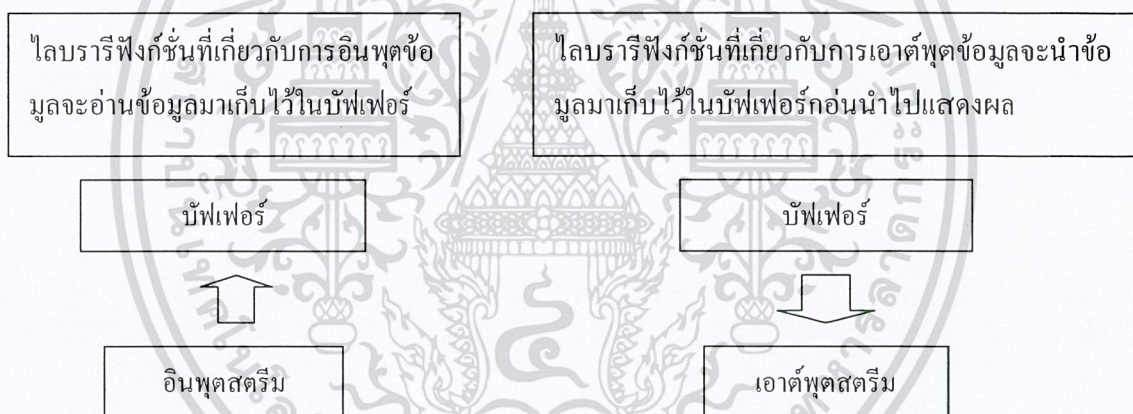 ไลบรารีฟังก์ชั่นที่เกี่ยวกับการอินพุตข้อ
มูลจะอ่านข้อมูลมาเก็บไว้ในบัฟเฟอร์
ไลบรารีฟังก์ชั่นที่เกี่ยวกับการเอาต์พุตข้อมูลจะนำข้อ
มูลมาเก็บไว้ในบัฟเฟอร์กอ่นนำไปแสดงผล
บัฟเฟอร์
บัฟเฟอร์
อินพุตสตรีม
เอาต์พุตสตรีม